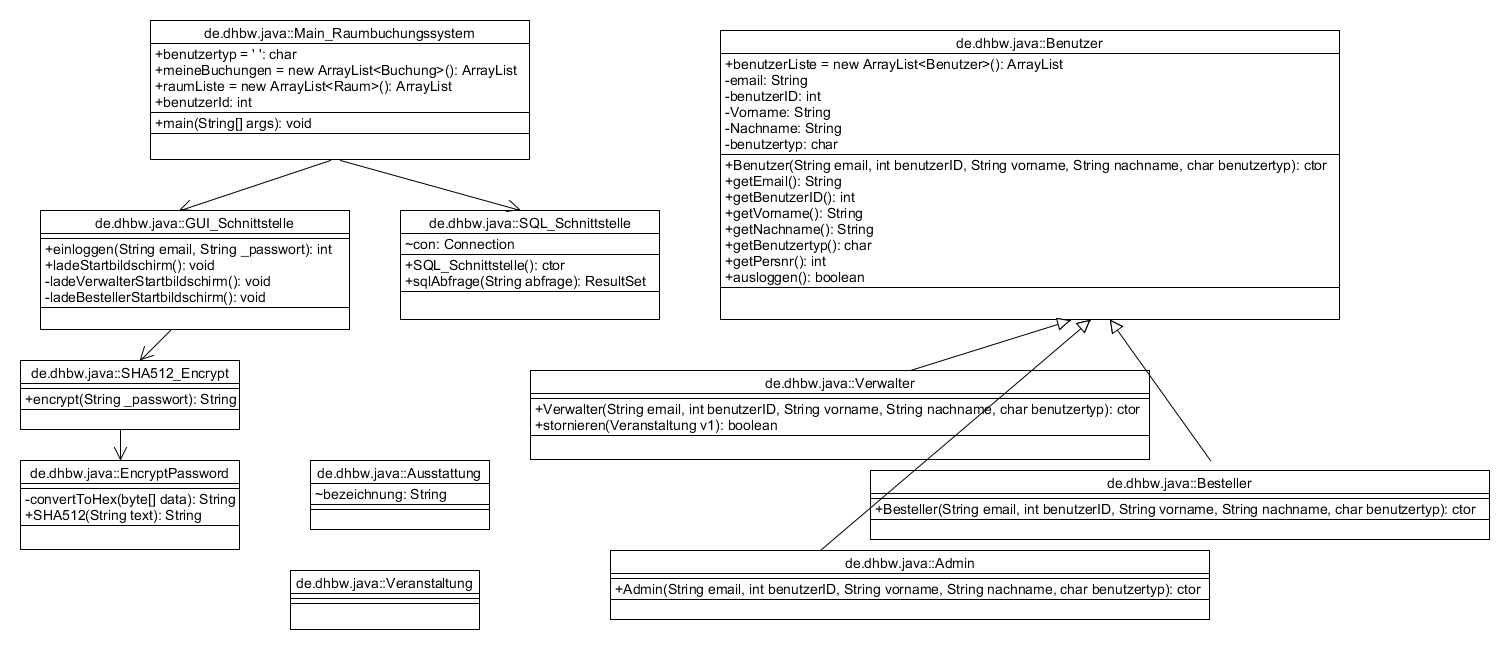 de.dhbw.java::Main_Raumbuchungssystem
+benutzertyp = ' ': char
+meineBuchungen = new ArrayList<Buchung>(): ArrayList
+raumListe = new ArrayList<Raum>(): ArrayList
+benutzerId: int
+main(String[] args): void
de.dhbw.java::Benutzer
+benutzerListe = new ArrayList<Benutzer>(): ArrayList
-email: String
-benutzerID: int
-Vorname: String
-Nachname: String
-benutzertyp: char
+Benutzer(String email, int benutzerID, String vorname, String nachname, char benutzertyp): ctor
+getEmail(): String
+getBenutzerID(): int
+getVorname(): String
+getNachname(): String
+getBenutzertyp(): char
+getPersnr(): int
+ausloggen(): boolean
de.dhbw.java::GUI_Schnittstelle
+einloggen(String email, String _passwort): int
+ladeStartbildschirm(): void
-ladeVerwalterStartbildschirm(): void
-ladeBestellerStartbildschirm(): void
de.dhbw.java::SQL_Schnittstelle
~con: Connection
+SQL_Schnittstelle(): ctor
+sqlAbfrage(String abfrage): ResultSet
de.dhbw.java::SHA512_Encrypt
+encrypt(String _passwort): String
de.dhbw.java::Verwalter
+Verwalter(String email, int benutzerID, String vorname, String nachname, char benutzertyp): ctor
+stornieren(Veranstaltung v1): boolean
de.dhbw.java::EncryptPassword
-convertToHex(byte[] data): String
+SHA512(String text): String
de.dhbw.java::Ausstattung
~bezeichnung: String
de.dhbw.java::Besteller
+Besteller(String email, int benutzerID, String vorname, String nachname, char benutzertyp): ctor
de.dhbw.java::Veranstaltung
de.dhbw.java::Admin
+Admin(String email, int benutzerID, String vorname, String nachname, char benutzertyp): ctor